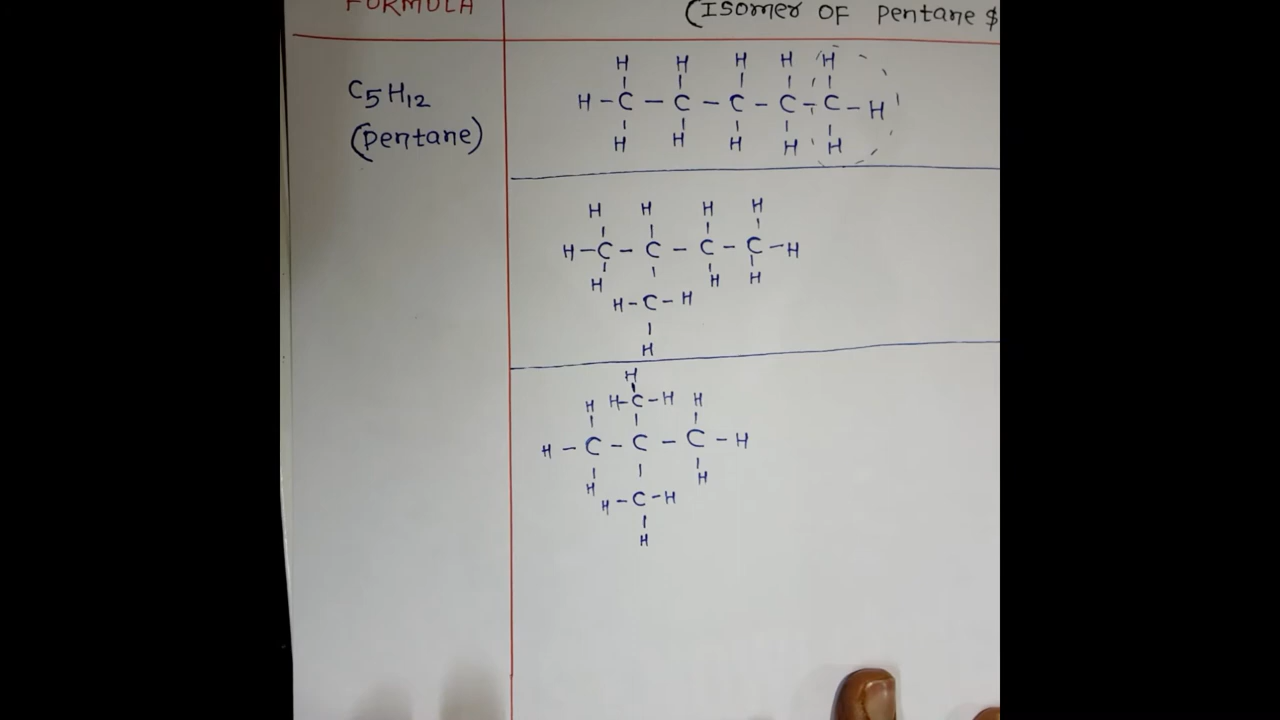 FORMULA
(Isomer OF pentane $
C5H12
(pentane)
H H H H H
H - C - C - C - C - C - H
H H H H H
H H H H
H - C - C - C - C - H
H H H
H - C - H
H
H
H H - C - H H
H - C - C - C - H
H H
H - C - H
H